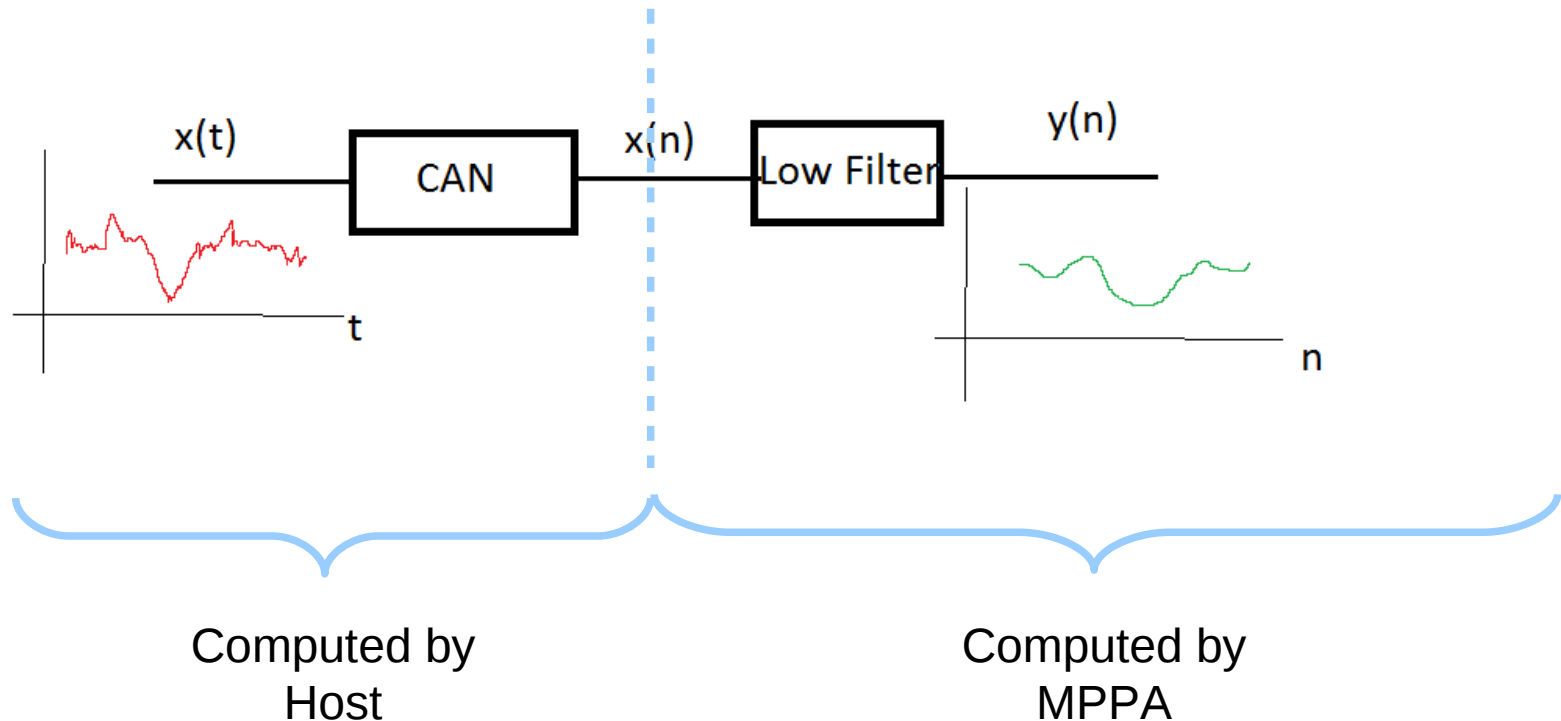 x(t)
CAN
x(n)
Low Filter
y(n)
t
n
Computed by
Host
Computed by
MPPA